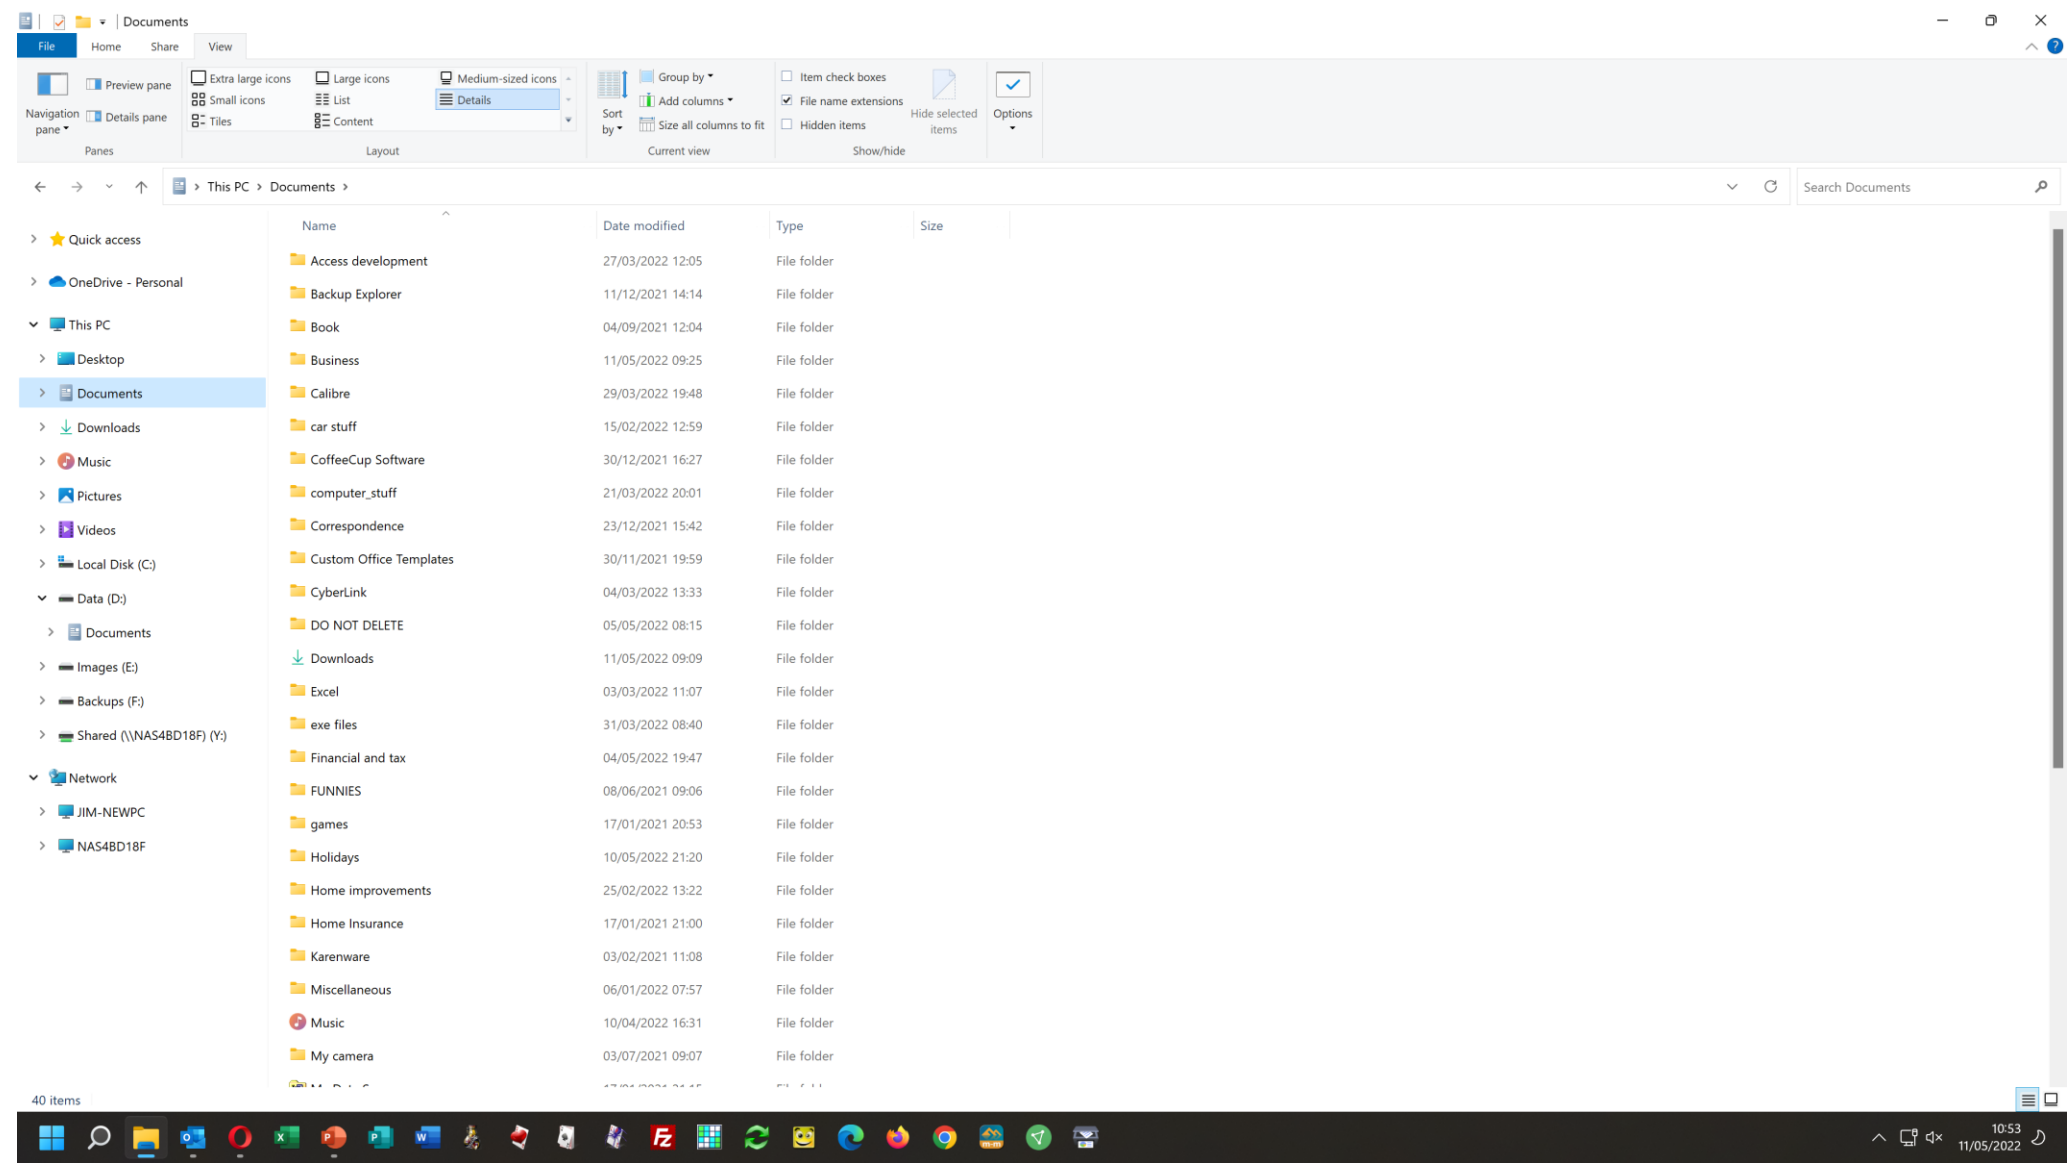 Documents
File Home Share View
Navigation pane
Preview pane
Details pane
Panes
Extra large icons Large icons Medium-sized icons
Small icons List Details
Tiles Content
Layout
Sort by
Group by
Add columns
Size all columns to fit
Current view
Item check boxes
File name extensions
Hidden items
Hide selected items
Show/hide
Options
This PC > Documents >
Search Documents
Quick access
OneDrive - Personal
This PC
Desktop
Documents
Downloads
Music
Pictures
Videos
Local Disk (C:)
Data (D:)
Documents
Images (E:)
Backups (F:)
Shared (\\NAS4BD18F) (Y:)
Network
JIM-NEWPC
NAS4BD18F
Name Date modified Type Size
Access development 27/03/2022 12:05 File folder
Backup Explorer 11/12/2021 14:14 File folder
Book 04/09/2021 12:04 File folder
Business 11/05/2022 09:25 File folder
Calibre 29/03/2022 19:48 File folder
car stuff 15/02/2022 12:59 File folder
CoffeeCup Software 30/12/2021 16:27 File folder
computer_stuff 21/03/2022 20:01 File folder
Correspondence 23/12/2021 15:42 File folder
Custom Office Templates 30/11/2021 19:59 File folder
CyberLink 04/03/2022 13:33 File folder
DO NOT DELETE 05/05/2022 08:15 File folder
Downloads 11/05/2022 09:09 File folder
Excel 03/03/2022 11:07 File folder
exe files 31/03/2022 08:40 File folder
Financial and tax 04/05/2022 19:47 File folder
FUNNIES 08/06/2021 09:06 File folder
games 17/01/2021 20:53 File folder
Holidays 10/05/2022 21:20 File folder
Home improvements 25/02/2022 13:22 File folder
Home Insurance 17/01/2021 21:00 File folder
Karenware 03/02/2021 11:08 File folder
Miscellaneous 06/01/2022 07:57 File folder
Music 10/04/2022 16:31 File folder
My camera 03/07/2021 09:07 File folder
40 items
10:53
11/05/2022